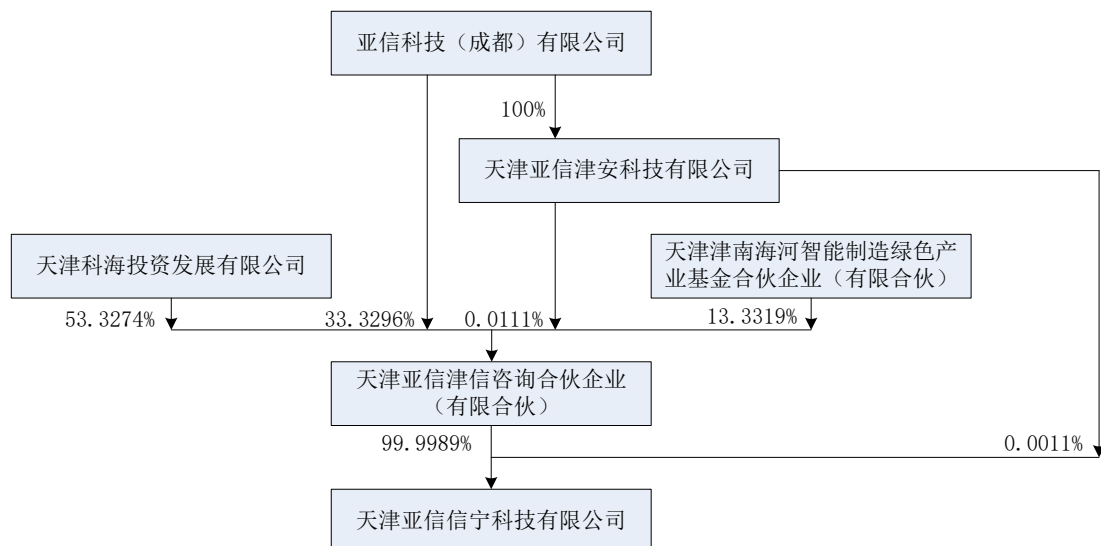 亚信科技（成都）有限公司
100%
天津亚信津安科技有限公司
天津科海投资发展有限公司
天津津南海河智能制造绿色产
业基金合伙企业（有限合伙）
53.3274%
33.3296%
0.0111%
13.3319%
天津亚信津信咨询合伙企业
（有限合伙）
99.9989%
0.0011%
天津亚信信宁科技有限公司